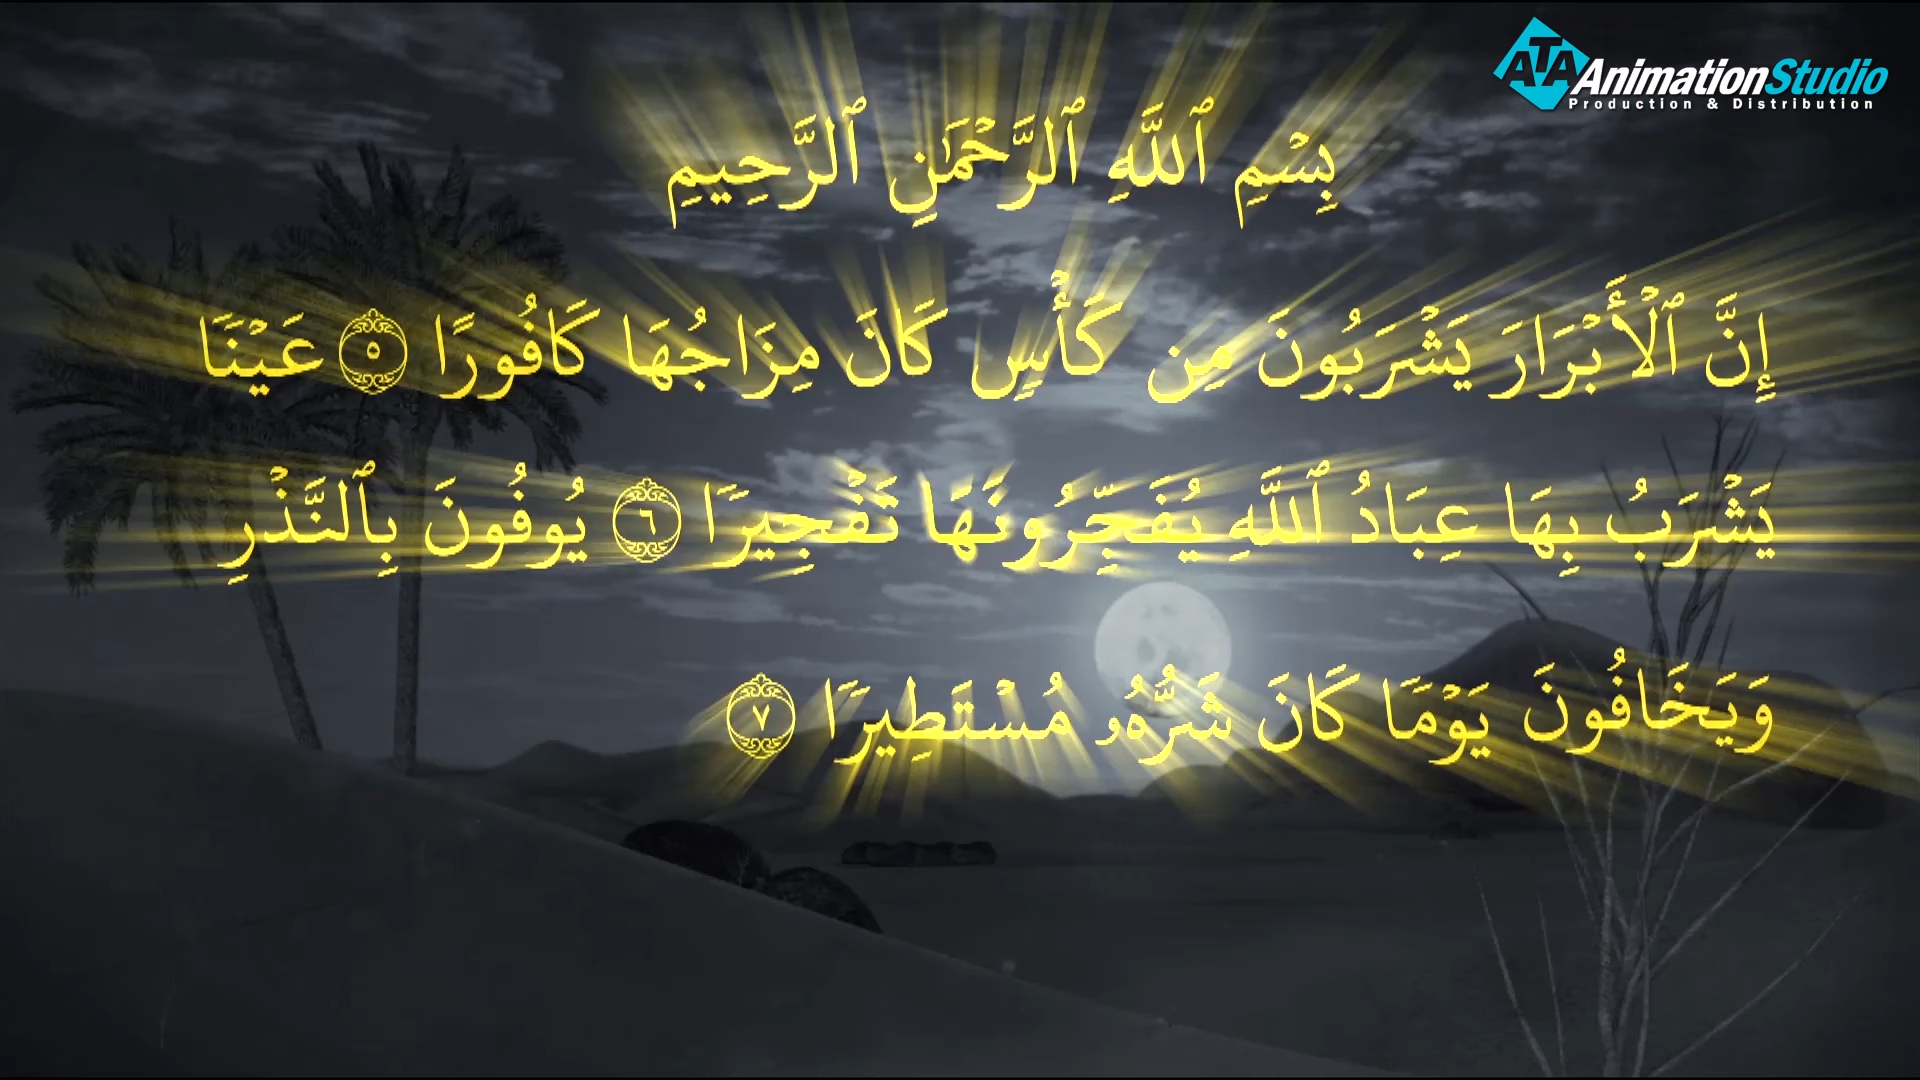 ATA AnimationStudio
Production & Distribution
بِسْمِ ٱللَّهِ ٱلرَّحْمَٰنِ ٱلرَّحِيمِ
إِنَّ ٱلْأَبْرَارَ يَشْرَبُونَ مِن كَأْسٍ كَانَ مِزَاجُهَا كَافُورًا ٥ عَيْنًا
يَشْرَبُ بِهَا عِبَادُ ٱللَّهِ يُفَجِّرُونَهَا تَفْجِيرًا ٦ يُوفُونَ بِٱلنَّذْرِ
وَيَخَافُونَ يَوْمًا كَانَ شَرُّهُۥ مُسْتَطِيرًا ٧